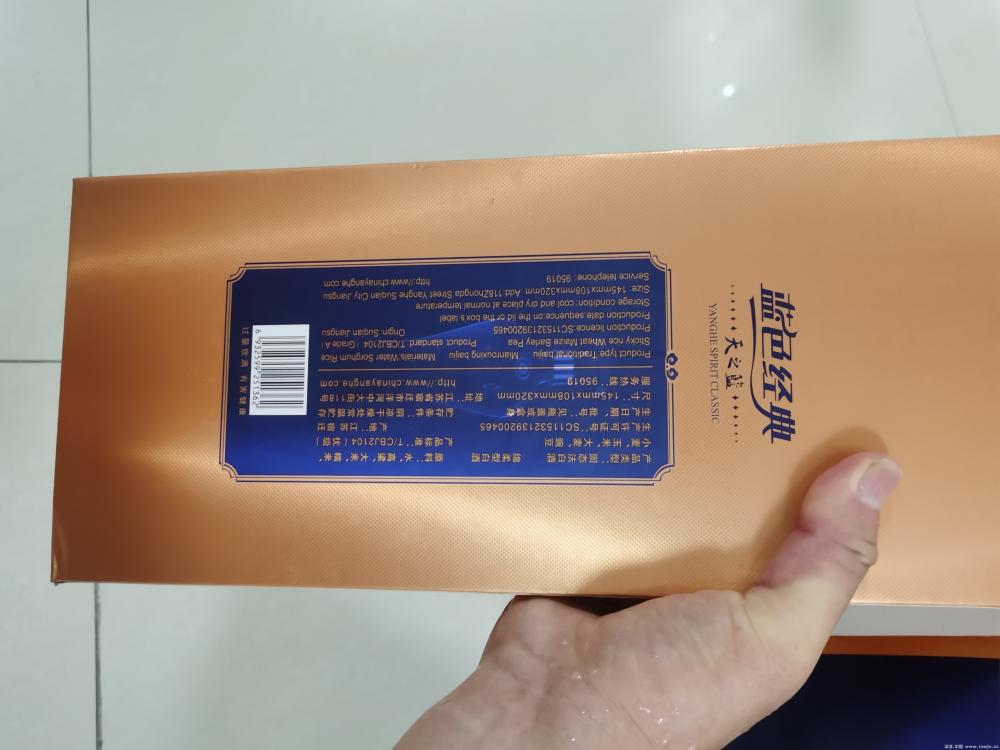 蓝色经典
天之蓝
YANGHE SPIRIT CLASSIC
产品类型：固态法白酒 绵柔型白酒 原料：水、高粱、大米、糯米、
小麦、玉米、大麦、豌豆 产品标准：T/CBJ2104（优级）
生产许可证号：SC11532139200465 产地：江苏宿迁
生产日期、批号：见瓶盖或盒身 贮存条件：阴凉干燥处常温常贮存
尺寸：145mmx108mmx320mm 地址：江苏省宿迁市洋河中大街118号
服务热线：95019 http://www.chinayanghe.com
Product type:Traditional baijiu Mianrouxing baijiu Materials:Water Sorghum Rice
Sticky rice Wheat Maize Barley Pea Product standard:T/CBJ2104 (Grade A)
Production licence:SC11532139200465 Origin:Suqian Jiangsu
Production date,sequence:on the lid or the box's label
Storage condition: cool and dry place at normal temperature
Size: 145mmx108mmx320mm Add:118Zhongda Street Yanghe Suqian City Jiangsu
Service telephone: 95019 http://www.chinayanghe.com
6932599251362
过量饮酒 有害健康